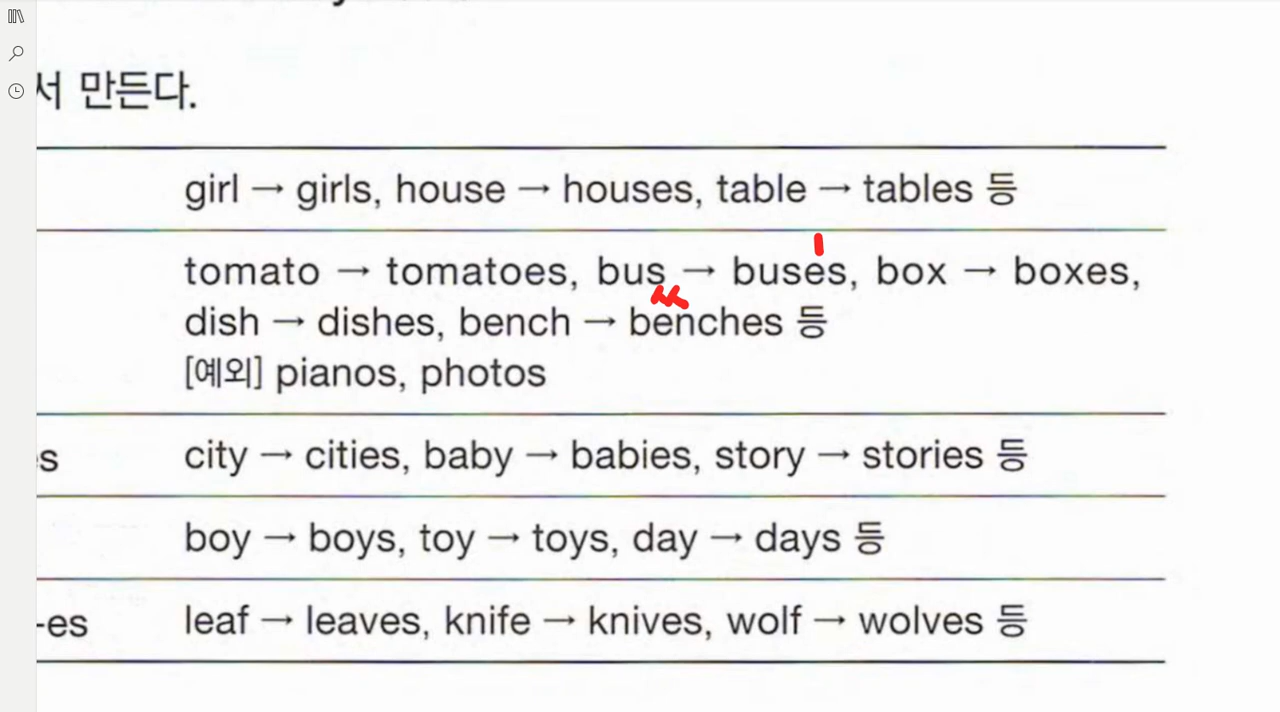 서 만든다.
girl → girls, house → houses, table → tables 등
tomato → tomatoes, bus → buses, box → boxes,
dish → dishes, bench → benches 등
[예외] pianos, photos
s city → cities, baby → babies, story → stories 등
boy → boys, toy → toys, day → days 등
-es leaf → leaves, knife → knives, wolf → wolves 등